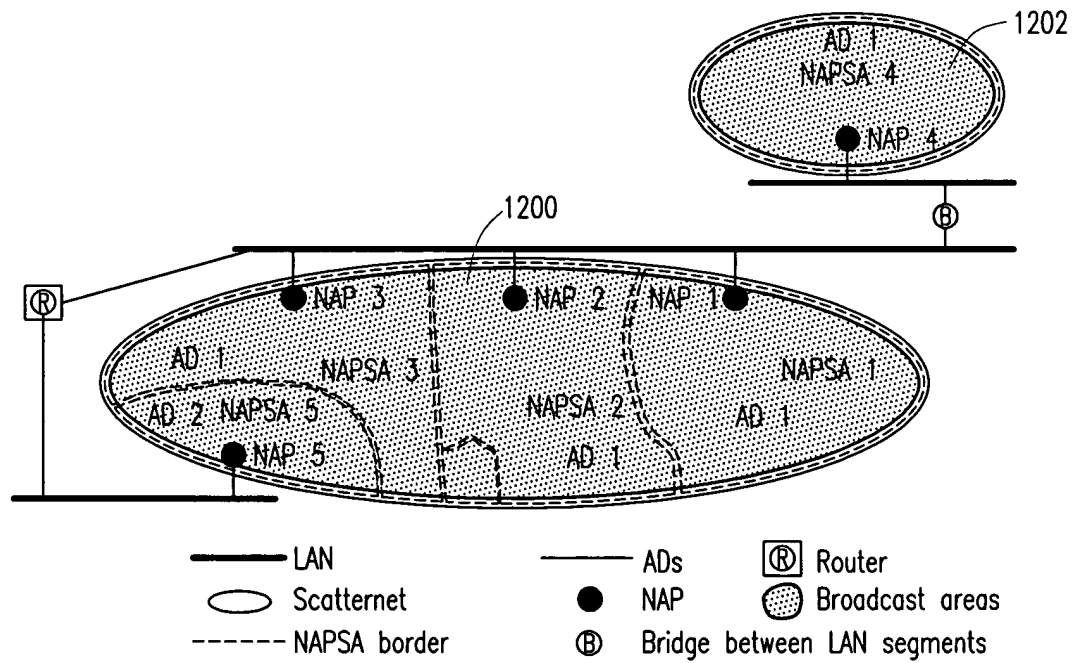 1202
AD 1
NAPSA 4
NAP 4
B
1200
R
NAP 3
NAP 2
NAP 1
AD 1
NAPSA 3
NAPSA 1
AD 2
NAPSA 5
NAPSA 2
AD 1
NAP 5
AD 1
LAN
ADs
R Router
Scatternet
NAP
Broadcast areas
NAPSA border
B Bridge between LAN segments